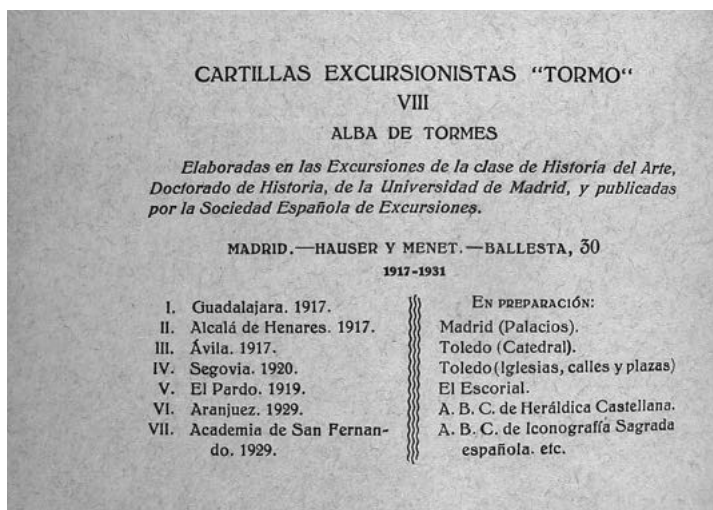 CARTILLAS EXCURSIONISTAS “TORMO“
VIII
ALBA DE TORMES
Elaboradas en las Excursiones de la clase de Historia del Arte,
Doctorado de Historia, de la Universidad de Madrid, y publicadas
por la Sociedad Española de Excursiones.
MADRID.—HAUSER Y MENET.—BALLESTA, 30
1917-1931
I. Guadalajara. 1917.
II. Alcalá de Henares. 1917.
III. Ávila. 1917.
IV. Segovia. 1920.
V. El Pardo. 1919.
VI. Aranjuez. 1929.
VII. Academia de San Fernan-
do. 1929.
EN PREPARACIÓN:
Madrid (Palacios).
Toledo (Catedral).
Toledo (Iglesias, calles y plazas)
El Escorial.
A. B. C. de Heráldica Castellana.
A. B. C. de Iconografía Sagrada
española. etc.